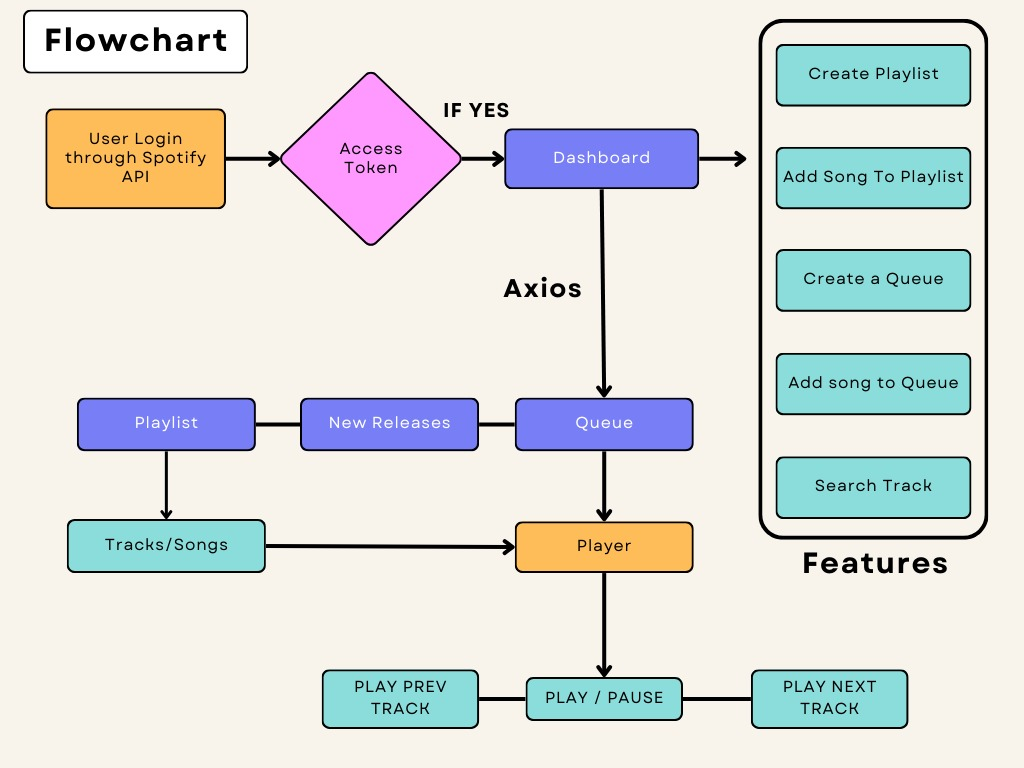 Flowchart
User Login
through Spotify
API
Access
Token
IF YES
Dashboard
Create Playlist
Add Song To Playlist
Create a Queue
Add song to Queue
Search Track
Features
Axios
Playlist
New Releases
Queue
Tracks/Songs
Player
PLAY PREV
TRACK
PLAY / PAUSE
PLAY NEXT
TRACK